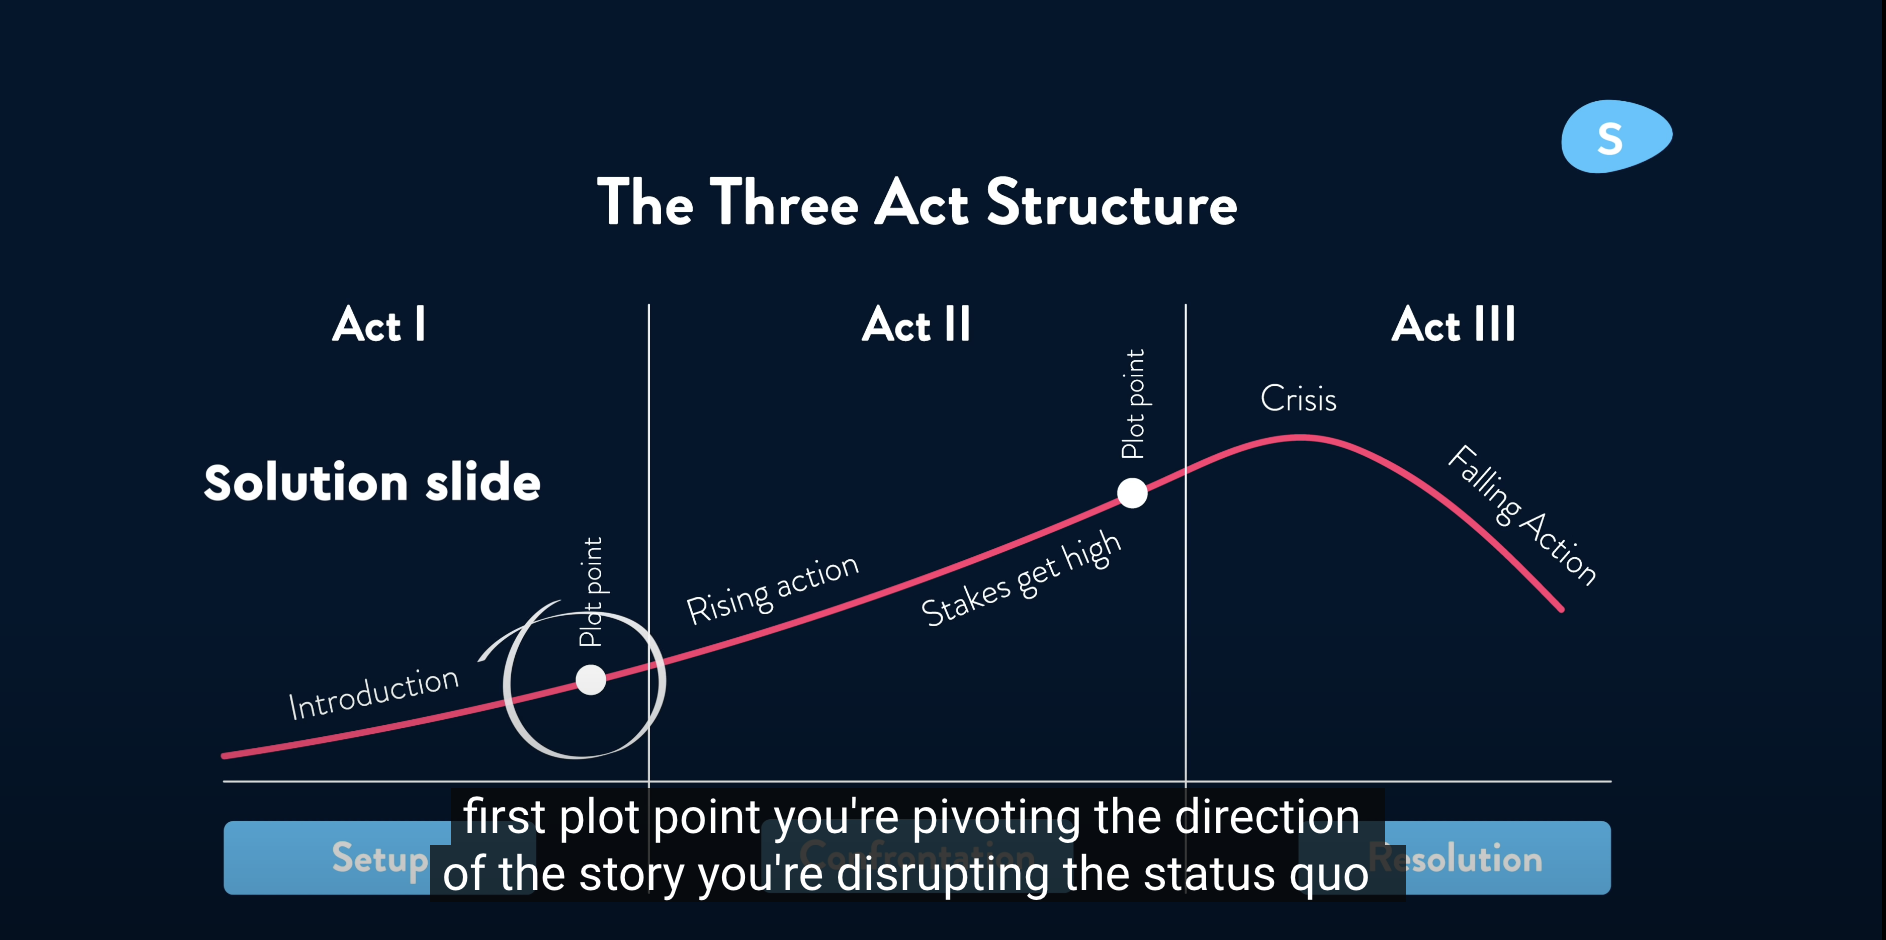 S
The Three Act Structure
Act I
Act II
Act III
Plot point
Crisis
Falling Action
Solution slide
Plot point
Rising action
Stakes get high
Introduction
first plot point you're pivoting the direction
of the story you're disrupting the status quo
Setup
Confrontation
Resolution